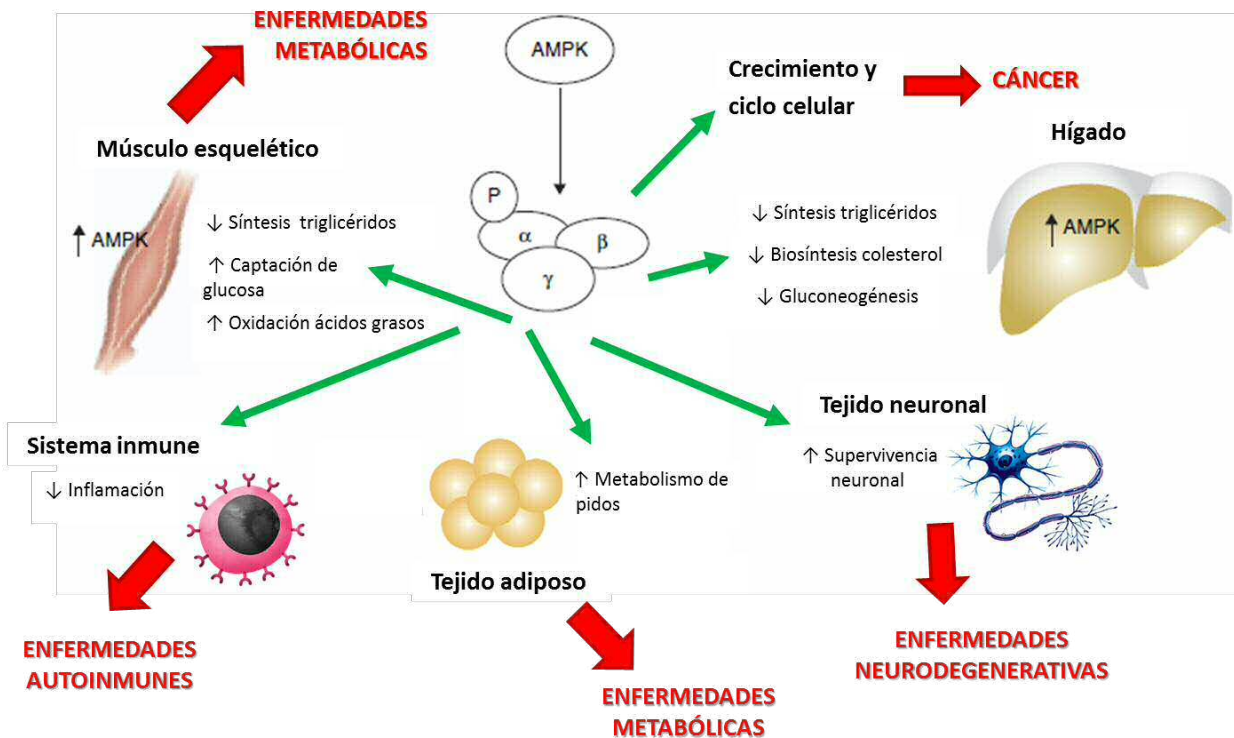 ENFERMEDADES
METABÓLICAS
AMPK
Crecimiento y
ciclo celular
CÁNCER
Músculo esquelético
↑ AMPK
↓ Síntesis triglicéridos
↑ Captación de
glucosa
↑ Oxidación ácidos grasos
P
α
β
γ
Hígado
↑ AMPK
↓ Síntesis triglicéridos
↓ Biosíntesis colesterol
↓ Gluconeogénesis
Sistema inmune
↓ Inflamación
ENFERMEDADES
AUTOINMUNES
↑ Metabolismo de
pidos
Tejido adiposo
ENFERMEDADES
METABÓLICAS
Tejido neuronal
↑ Supervivencia
neuronal
ENFERMEDADES
NEURODEGENERATIVAS